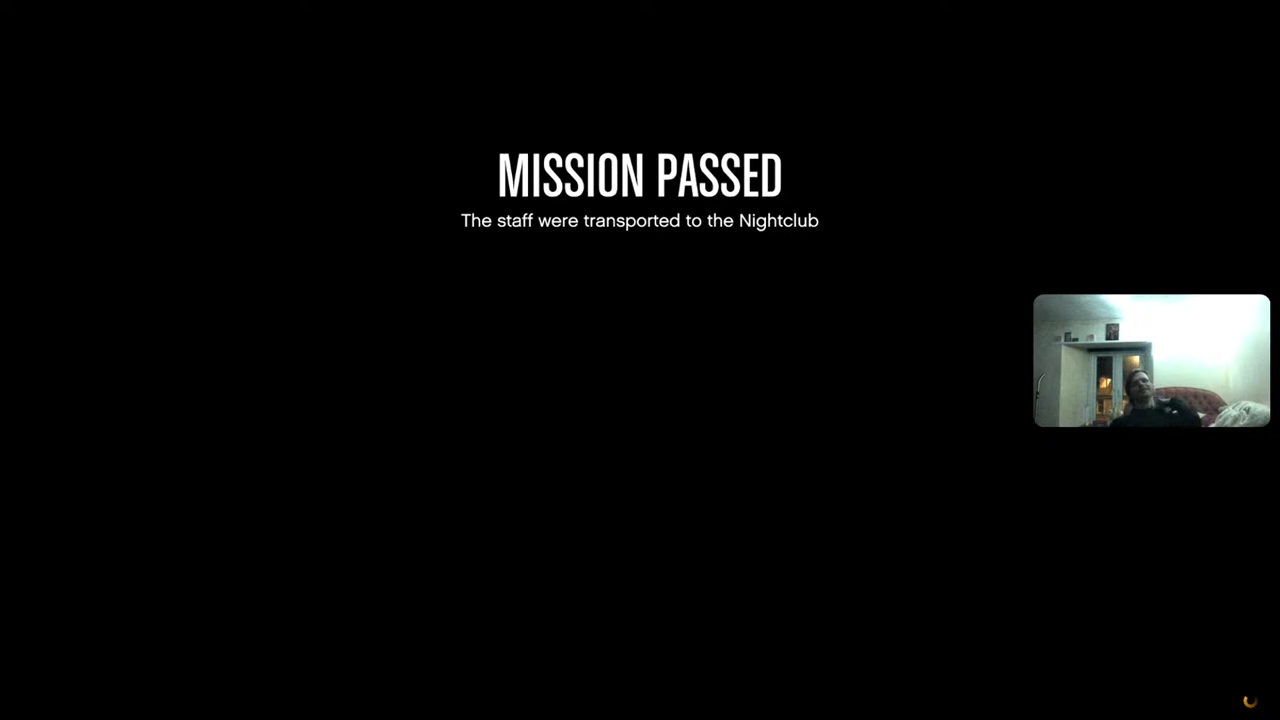 MISSION PASSED
The staff were transported to the Nightclub